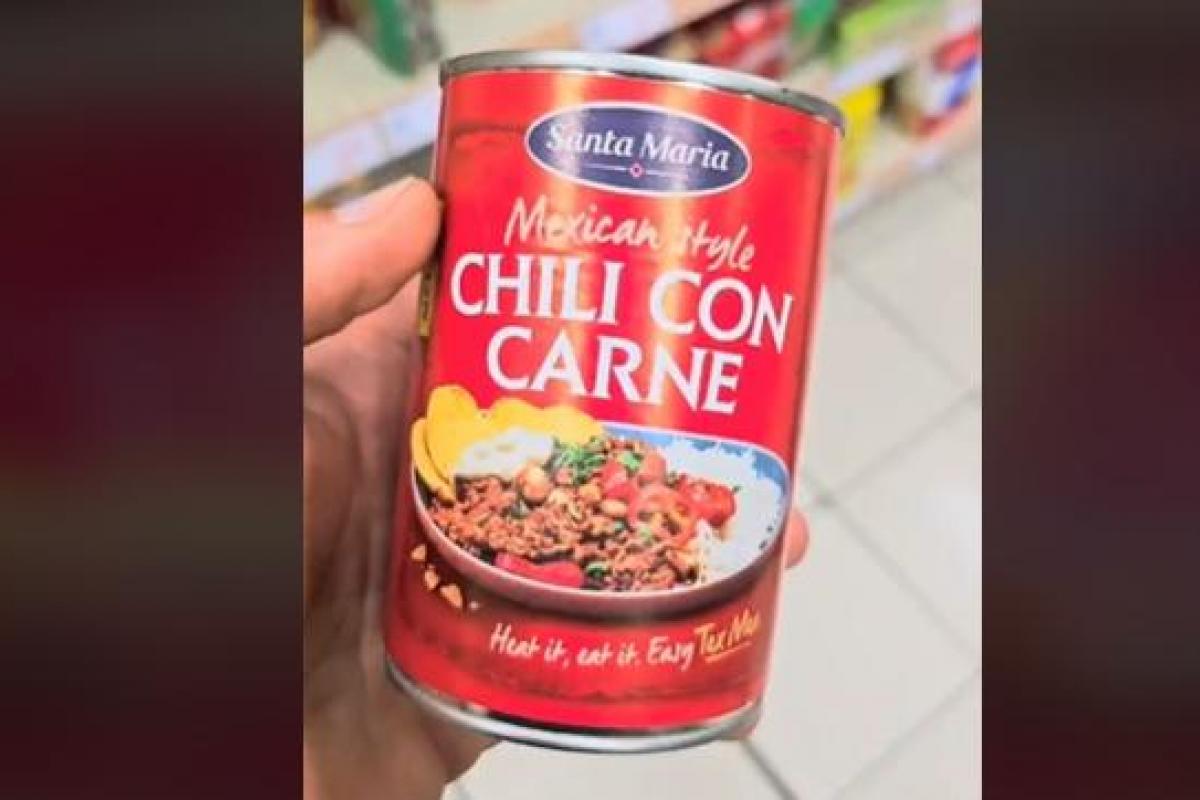 Santa Maria
Mexican style
CHILI CON
CARNE
Heat it, eat it. Easy Tex Mex